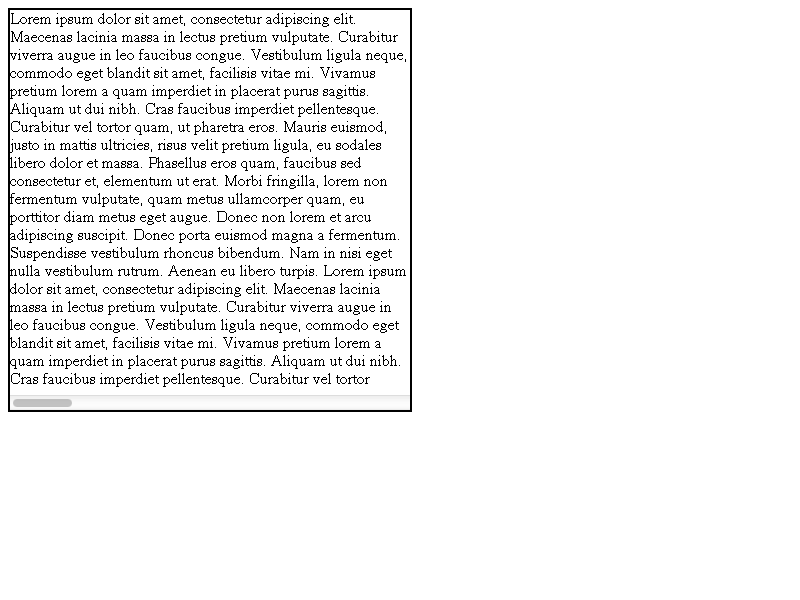 Lorem ipsum dolor sit amet, consectetur adipiscing elit.
Maecenas lacinia massa in lectus pretium vulputate. Curabitur
viverra augue in leo faucibus congue. Vestibulum ligula neque,
commodo eget blandit sit amet, facilisis vitae mi. Vivamus
pretium lorem a quam imperdiet in placerat purus sagittis.
Aliquam ut dui nibh. Cras faucibus imperdiet pellentesque.
Curabitur vel tortor quam, ut pharetra eros. Mauris euismod,
justo in mattis ultricies, risus velit pretium ligula, eu sodales
libero dolor et massa. Phasellus eros quam, faucibus sed
consectetur et, elementum ut erat. Morbi fringilla, lorem non
fermentum vulputate, quam metus ullamcorper quam, eu
porttitor diam metus eget augue. Donec non lorem et arcu
adipiscing suscipit. Donec porta euismod magna a fermentum.
Suspendisse vestibulum rhoncus bibendum. Nam in nisi eget
nulla vestibulum rutrum. Aenean eu libero turpis. Lorem ipsum
dolor sit amet, consectetur adipiscing elit. Maecenas lacinia
massa in lectus pretium vulputate. Curabitur viverra augue in
leo faucibus congue. Vestibulum ligula neque, commodo eget
blandit sit amet, facilisis vitae mi. Vivamus pretium lorem a
quam imperdiet in placerat purus sagittis. Aliquam ut dui nibh.
Cras faucibus imperdiet pellentesque. Curabitur vel tortor